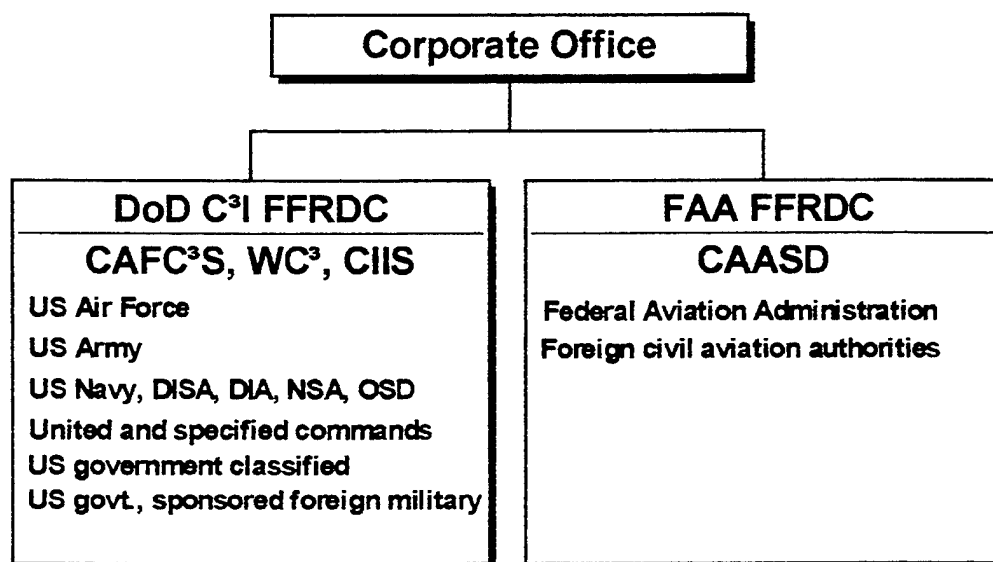 Corporate Office
DoD C³I FFRDC
CAFC³S, WC³, CIIS
US Air Force
US Army
US Navy, DISA, DIA, NSA, OSD
United and specified commands
US government classified
US govt., sponsored foreign military
FAA FFRDC
CAASD
Federal Aviation Administration
Foreign civil aviation authorities